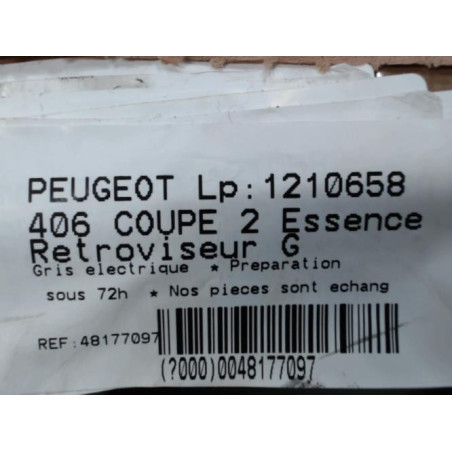 PEUGEOT Lp:1210658
406 COUPE 2 Essence
Retroviseur G
Gris electrique * Preparation
sous 72h * Nos pieces sont echang
REF:48177097
(?000)0048177097